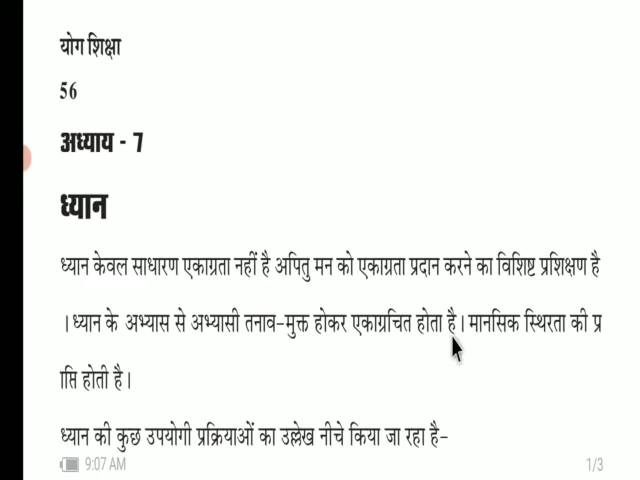 योग शिक्षा
56
अध्याय - 7
ध्यान
ध्यान केवल साधारण एकाग्रता नहीं है अपितु मन को एकाग्रता प्रदान करने का विशिष्ट प्रशिक्षण है
। ध्यान के अभ्यास से अभ्यासी तनाव-मुक्त होकर एकाग्रचित होता है। मानसिक स्थिरता की प्र
ाप्ति होती है।
ध्यान की कुछ उपयोगी प्रक्रियाओं का उल्लेख नीचे किया जा रहा है-
9:07 AM
1/3